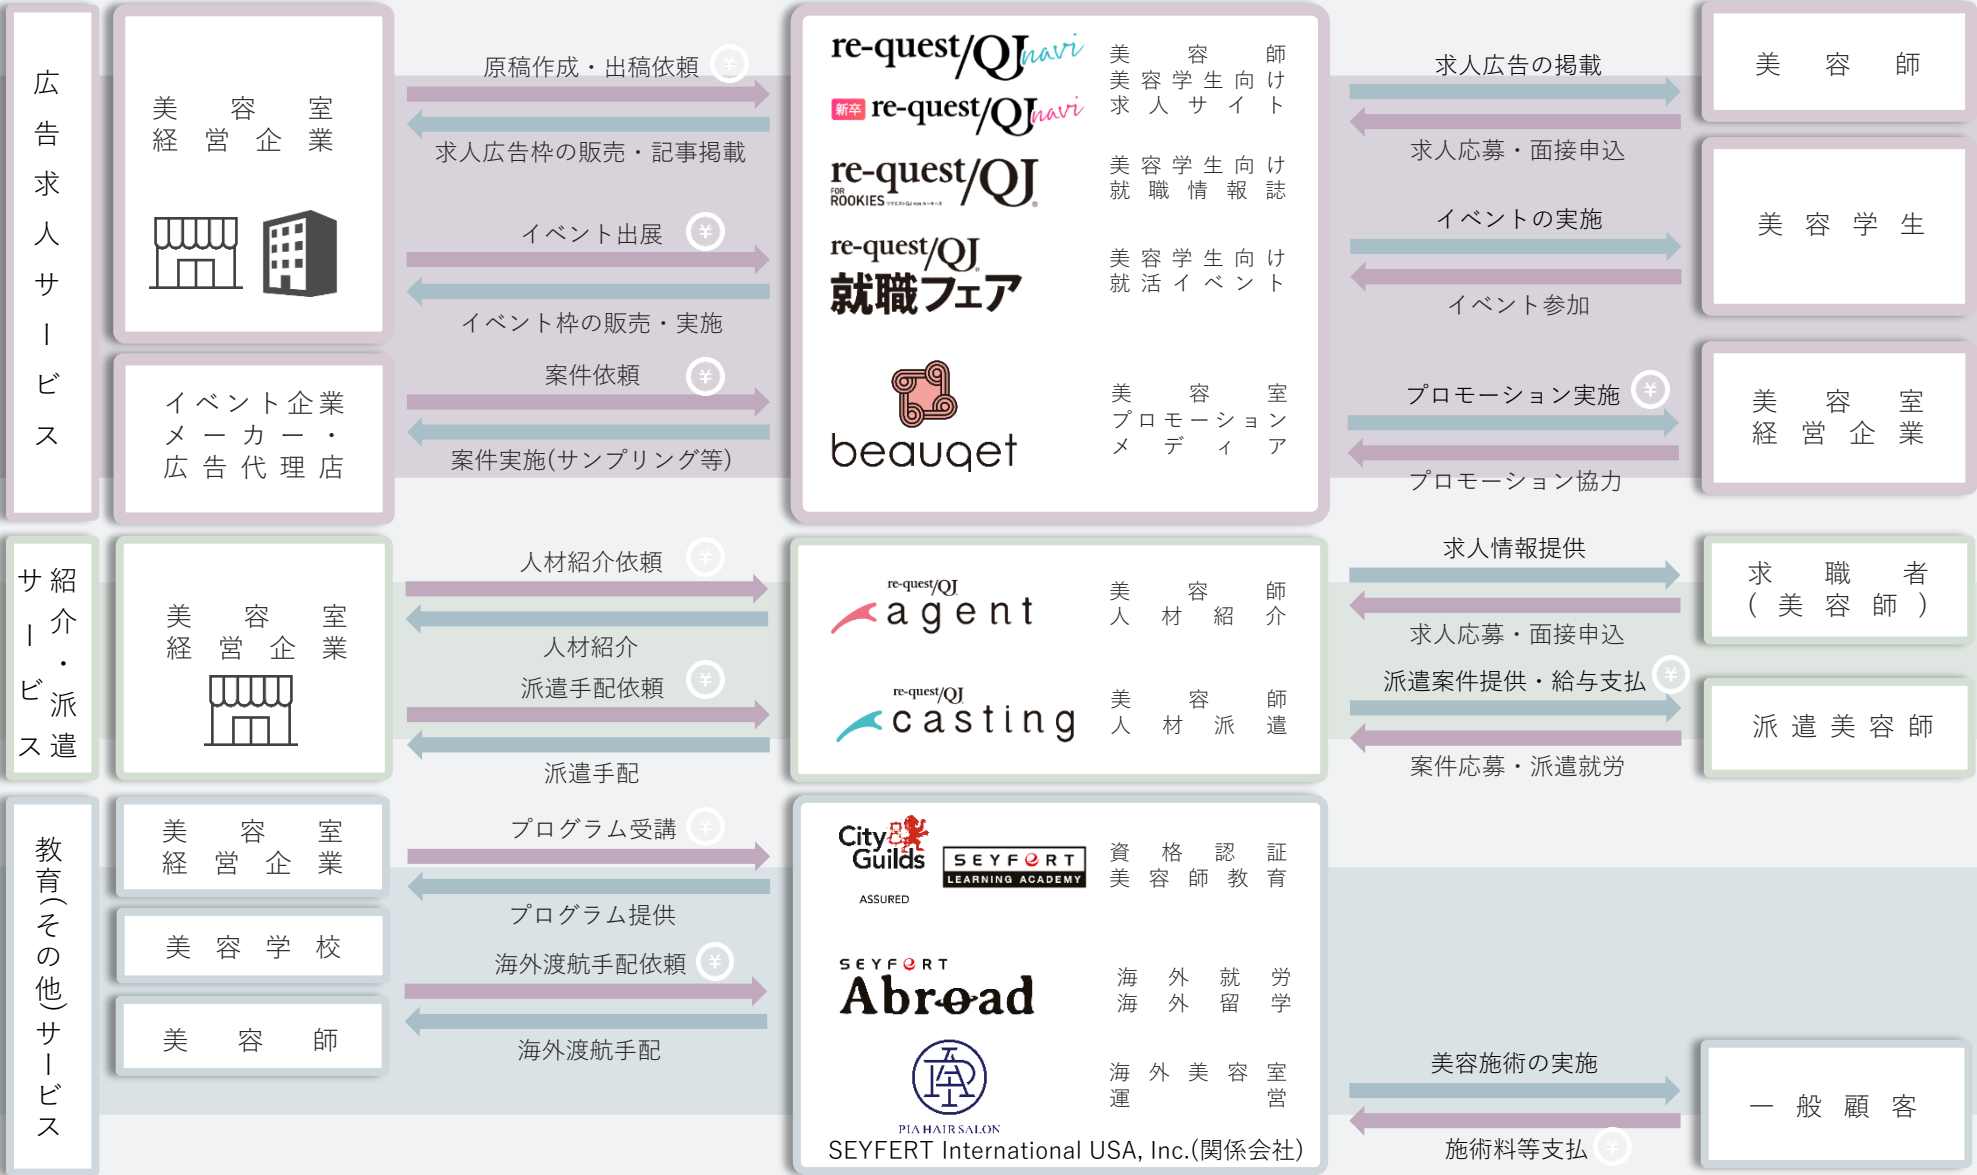 広告求人サービス
美容室
経営企業
原稿作成・出稿依頼 ¥
求人広告枠の販売・記事掲載
イベント出展 ¥
イベント枠の販売・実施
イベント企業
メーカー・
広告代理店
案件依頼 ¥
案件実施(サンプリング等)
re-quest/QJ navi
新卒 re-quest/QJ navi
美容師
美容学生向け
求人サイト
re-quest/QJ
FOR
ROOKIES
美容学生向け
就職情報誌
re-quest/QJ
就職フェア
美容学生向け
就活イベント
beauqet
美容室
プロモーション
メディア
求人広告の掲載
求人応募・面接申込
イベントの実施
イベント参加
プロモーション実施 ¥
プロモーション協力
美容師
美容学生
美容室
経営企業
紹介・派遣
サービス
美容室
経営企業
人材紹介依頼 ¥
人材紹介
派遣手配依頼 ¥
派遣手配
re-quest/QJ
agent
美容師
人材紹介
re-quest/QJ
casting
美容師
人材派遣
求人情報提供
求人応募・面接申込
派遣案件提供・給与支払 ¥
案件応募・派遣就労
求職者
(美容師)
派遣美容師
教育(その他)サービス
美容室
経営企業
美容学校
美容師
プログラム受講 ¥
プログラム提供
海外渡航手配依頼 ¥
海外渡航手配
City &
Guilds
ASSURED
SEYFERT
LEARNING ACADEMY
資格認証
美容師教育
SEYFERT
Abroad
海外就労
海外留学
PIA HAIR SALON
海外美容室
運営
SEYFERT International USA, Inc.(関係会社)
美容施術の実施
施術料等支払 ¥
一般顧客